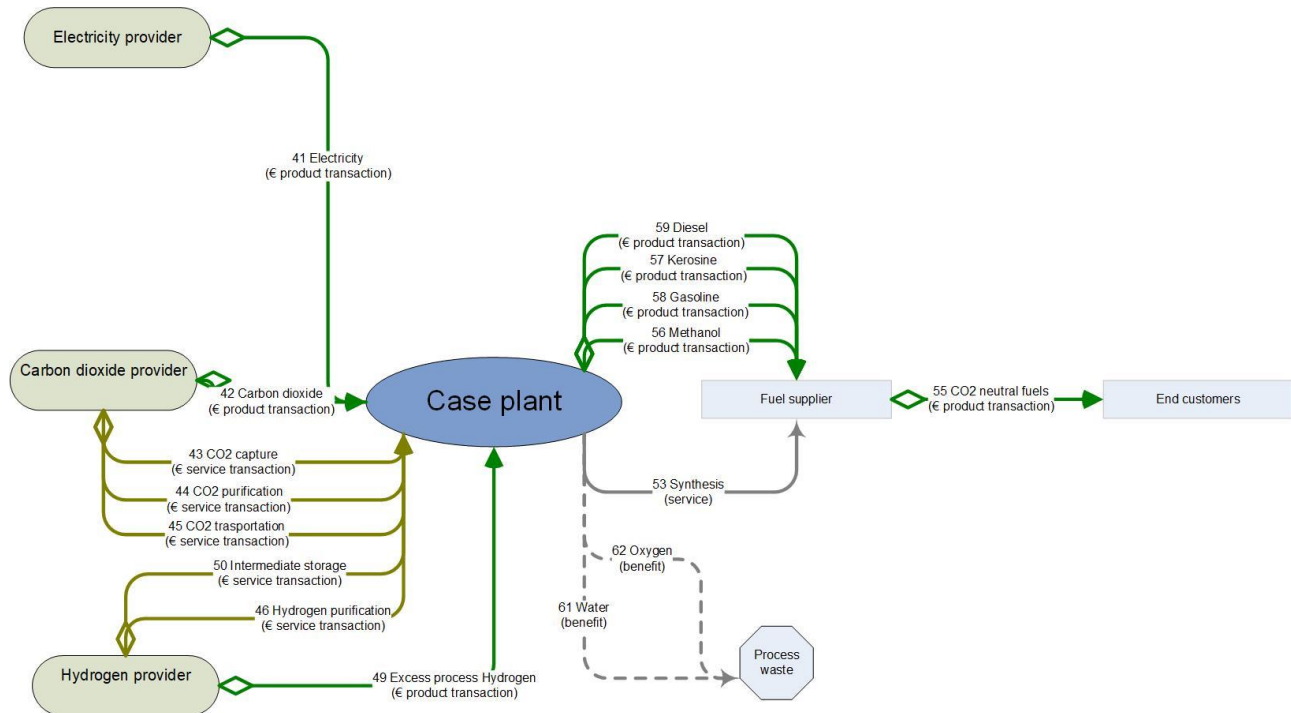 Electricity provider
41 Electricity
(€ product transaction)
59 Diesel
(€ product transaction)
57 Kerosine
(€ product transaction)
58 Gasoline
(€ product transaction)
56 Methanol
(€ product transaction)
Carbon dioxide provider
42 Carbon dioxide
(€ product transaction)
Case plant
Fuel supplier
55 CO2 neutral fuels
(€ product transaction)
End customers
43 CO2 capture
(€ service transaction)
44 CO2 purification
(€ service transaction)
45 CO2 trasportation
(€ service transaction)
53 Synthesis
(service)
50 Intermediate storage
(€ service transaction)
62 Oxygen
(benefit)
46 Hydrogen purification
(€ service transaction)
61 Water
(benefit)
Process
waste
Hydrogen provider
49 Excess process Hydrogen
(€ product transaction)